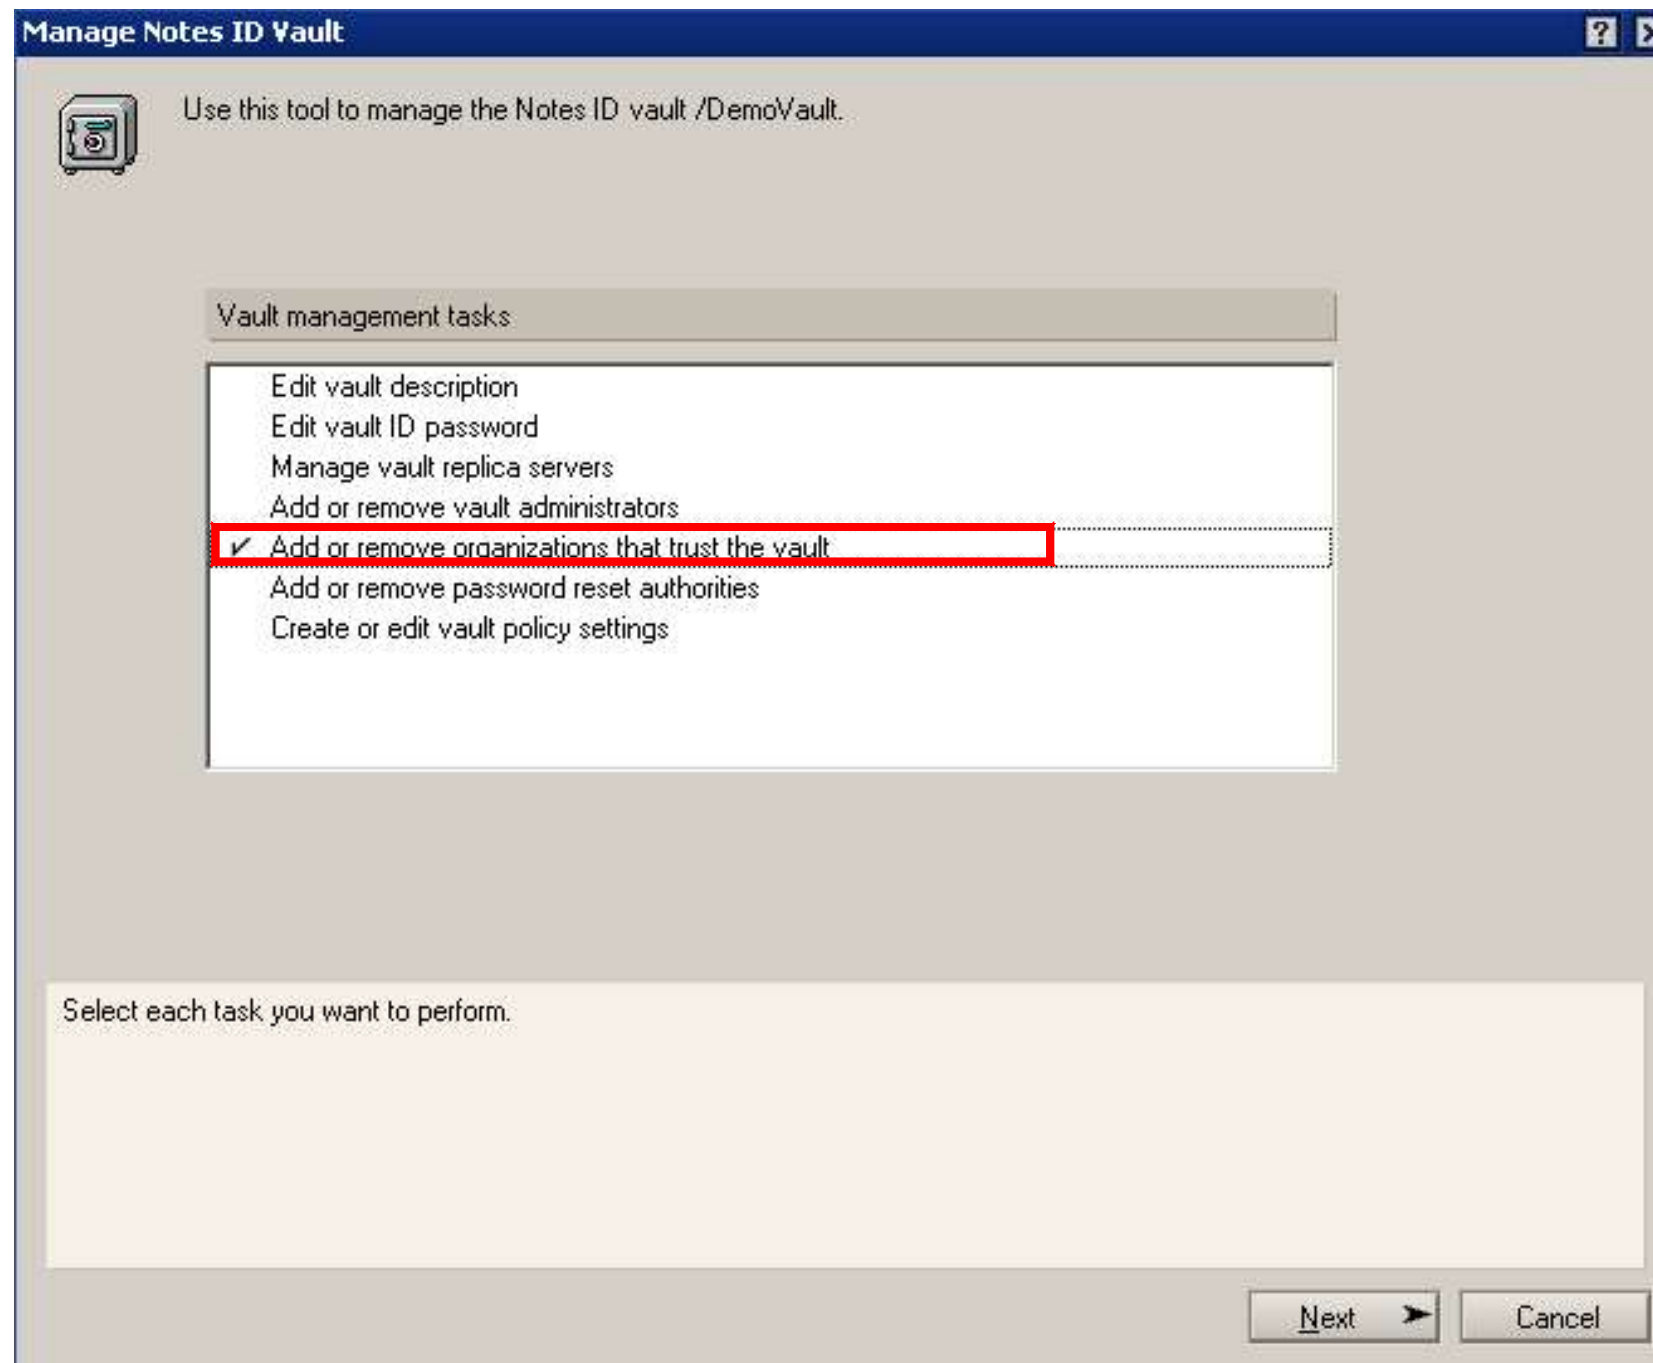 Manage Notes ID Vault
Use this tool to manage the Notes ID vault /DemoVault.
Vault management tasks
Edit vault description
Edit vault ID password
Manage vault replica servers
Add or remove vault administrators
Add or remove organizations that trust the vault
Add or remove password reset authorities
Create or edit vault policy settings
Select each task you want to perform.
Next
Cancel